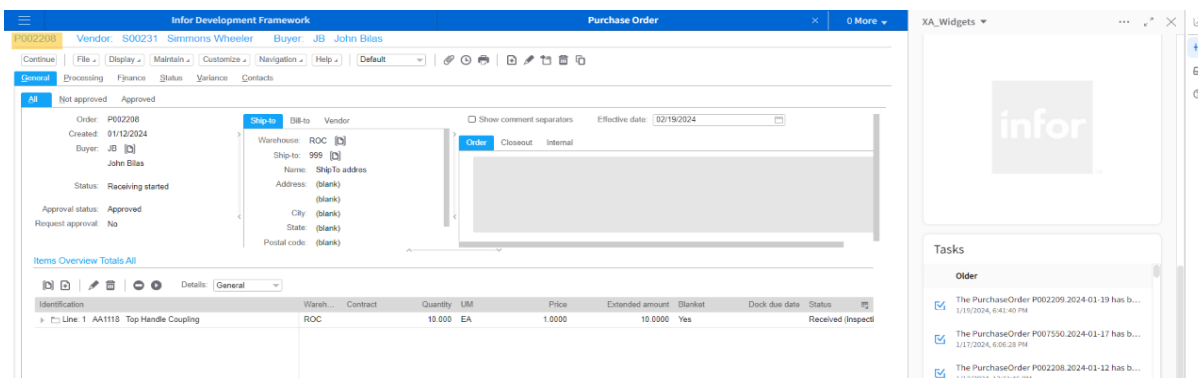 Infor Development Framework Purchase Order × 0 More
P002208 Vendor: S00231 Simmons Wheeler Buyer: JB John Bilas
Continue File Display Maintain Customize Navigation Help Default
General Processing Finance Status Variance Contacts
All Not approved Approved
Order: P002208
Created: 01/12/2024
Buyer: JB
John Bilas
Status: Receiving started
Approval status: Approved
Request approval: No
Ship-to Bill-to Vendor
Warehouse: ROC
Ship-to: 999
Name: ShipTo addres
Address: (blank)
(blank)
City: (blank)
State: (blank)
Postal code: (blank)
Show comment separators Effective date: 02/19/2024
Order Closeout Internal
Items Overview Totals All
Details: General
Identification Wareh... Contract Quantity UM Price Extended amount Blanket Dock due date Status
Line: 1 AA1118 Top Handle Coupling ROC 10.000 EA 1.0000 10.0000 Yes Received (Inspecti
XA_Widgets
infor
Tasks
Older
The PurchaseOrder P002209.2024-01-19 has b...
1/19/2024, 6:41:40 PM
The PurchaseOrder P007550.2024-01-17 has b...
1/17/2024, 6:06:28 PM
The PurchaseOrder P002208.2024-01-12 has b...